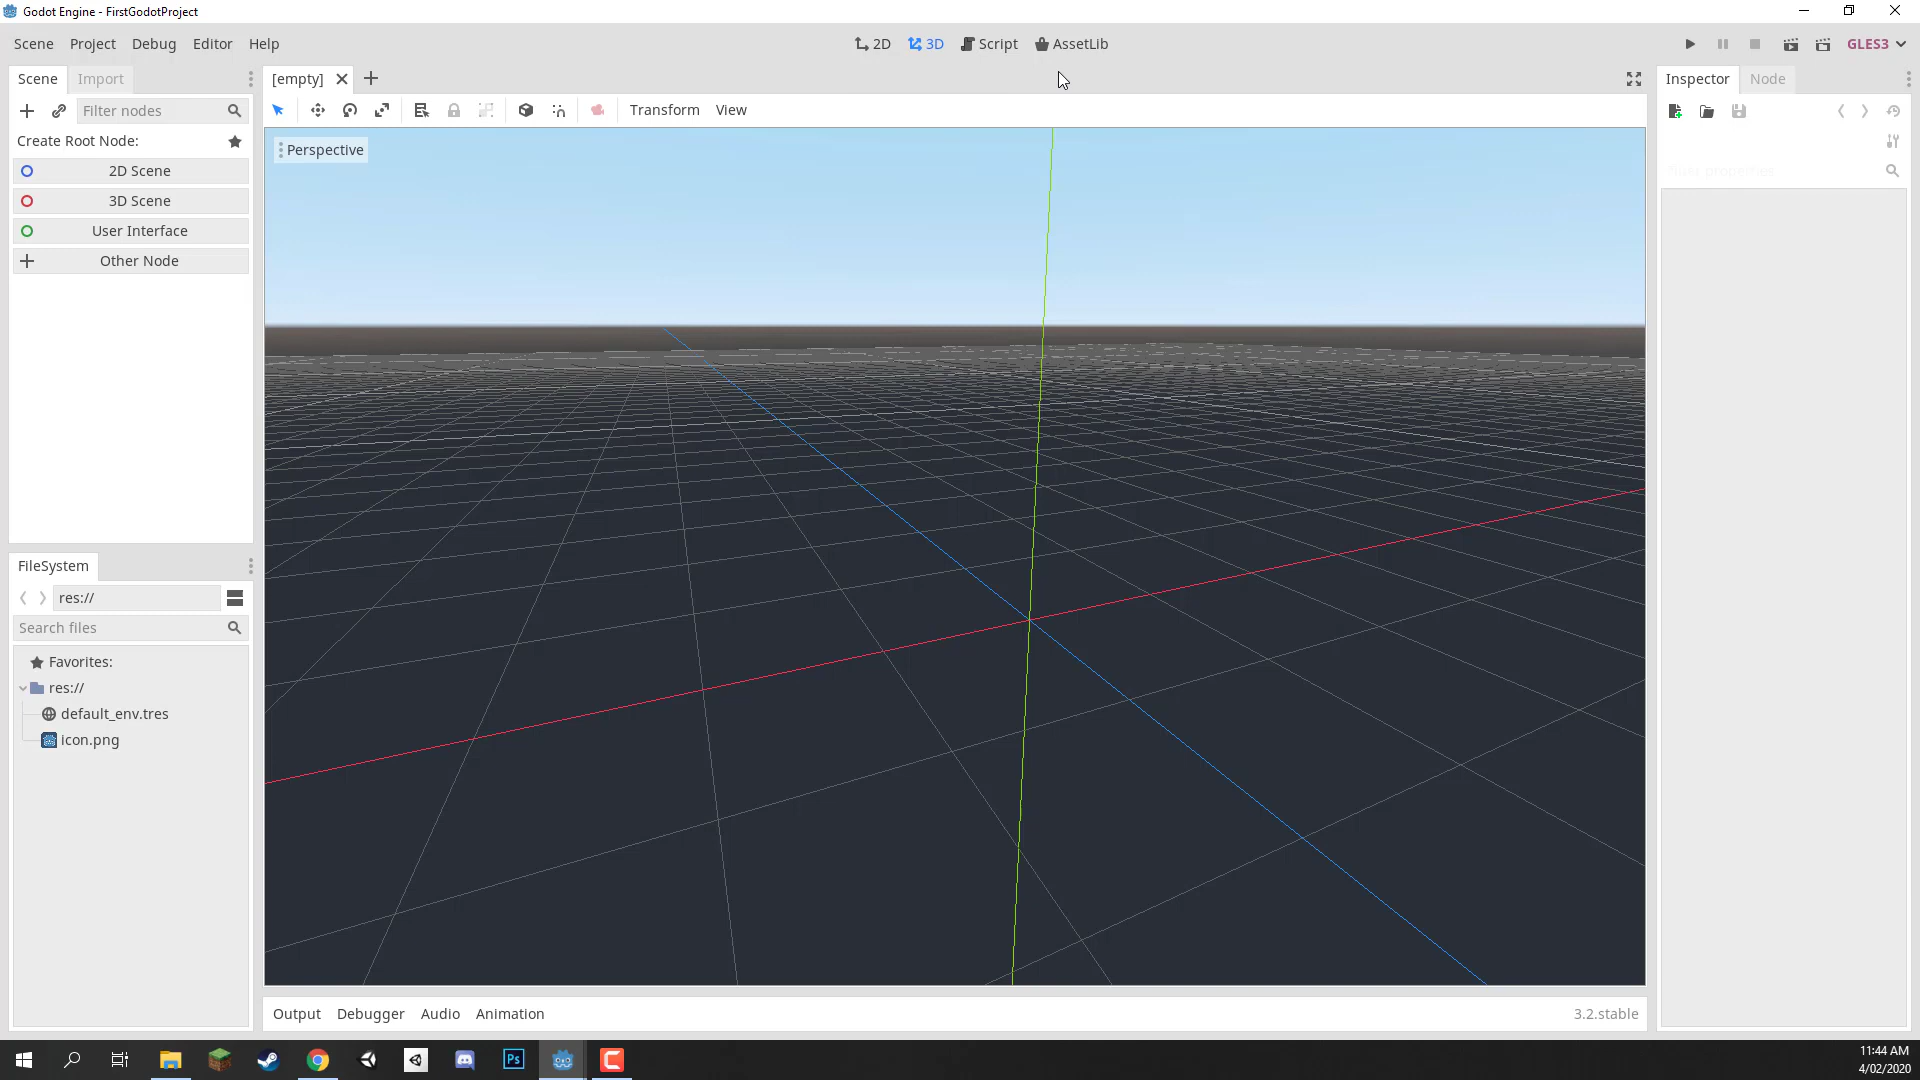 Godot Engine - FirstGodotProject
Scene Project Debug Editor Help
2D 3D Script AssetLib
GLES3
Scene Import
[empty]
Inspector Node
Filter nodes
Transform View
Create Root Node:
Perspective
2D Scene
3D Scene
User Interface
Other Node
Filter properties
FileSystem
res://
Search files
Favorites:
res://
default_env.tres
icon.png
Output Debugger Audio Animation
3.2.stable
Ps
11:44 AM
4/02/2020